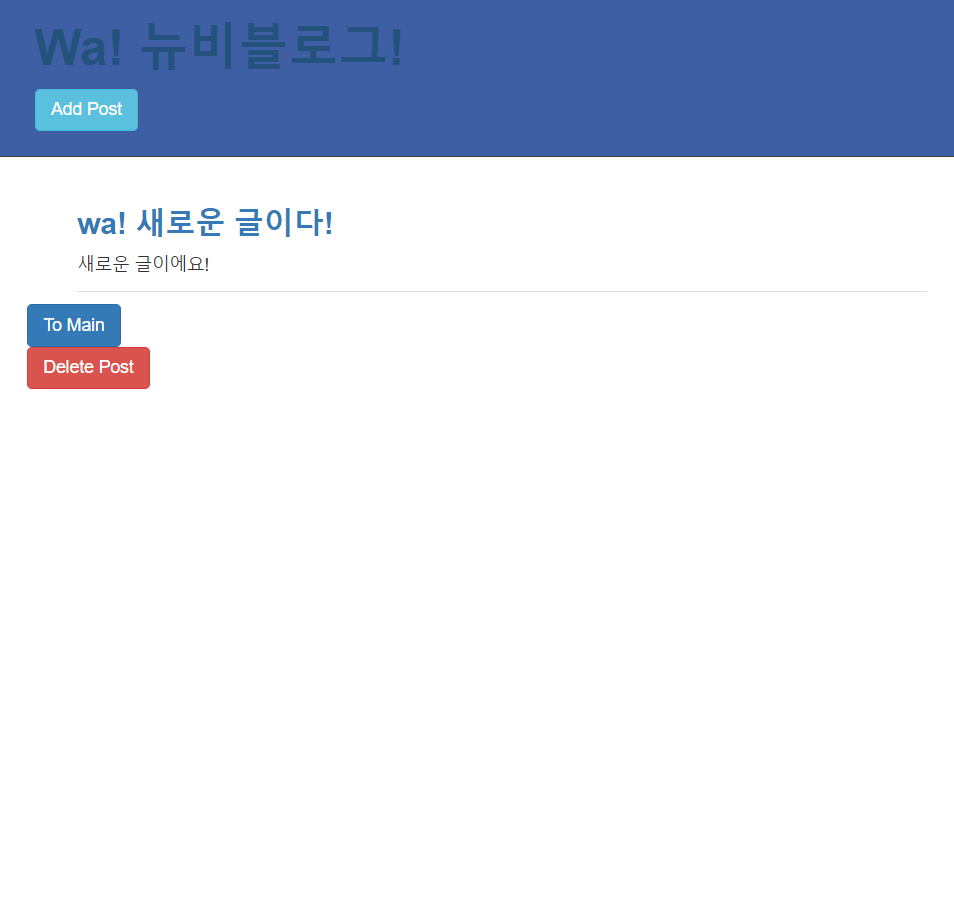 Wa! 뉴비블로그!
Add Post
wa! 새로운 글이다!
새로운 글이에요!
To Main
Delete Post